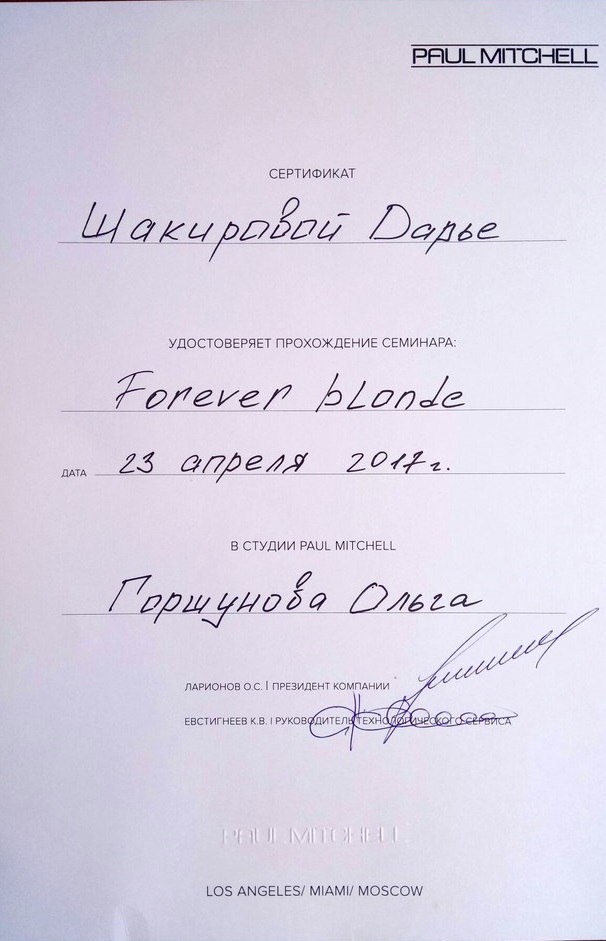 PAUL MITCHELL
СЕРТИФИКАТ
Шакировой Дарье
УДОСТОВЕРЯЕТ ПРОХОЖДЕНИЕ СЕМИНАРА:
Forever blonde
ДАТА 23 апреля 2017г.
В СТУДИИ PAUL MITCHELL
Горшунова Ольга
ЛАРИОНОВ О.С. | ПРЕЗИДЕНТ КОМПАНИИ
ЕВСТИГНЕЕВ К.В. | РУКОВОДИТЕЛЬ ТЕХНОЛОГИЧЕСКОГО СЕРВИСА
PAUL MITCHELL
LOS ANGELES/ MIAMI/ MOSCOW